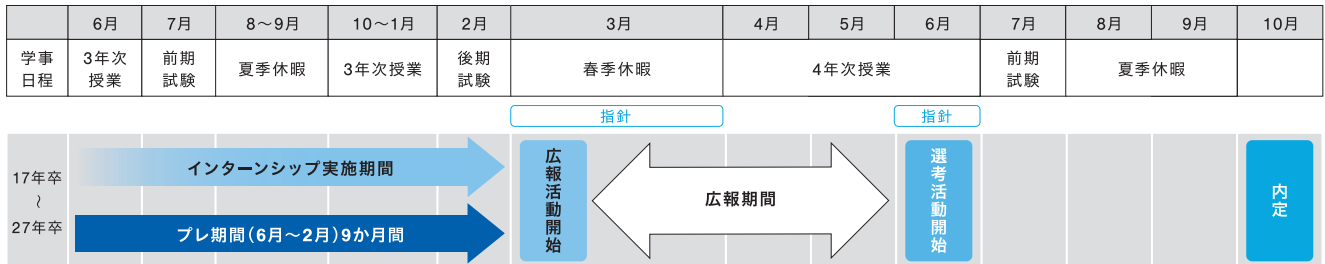 6月 7月 8～9月 10～1月 2月 3月 4月 5月 6月 7月 8月 9月 10月
学事日程 3年次授業 前期試験 夏季休暇 3年次授業 後期試験 春季休暇 4年次授業 前期試験 夏季休暇
指針 指針
17年卒
～
27年卒
インターンシップ実施期間
プレ期間（6月～2月）9か月間
広報活動開始
広報期間
選考活動開始
内定